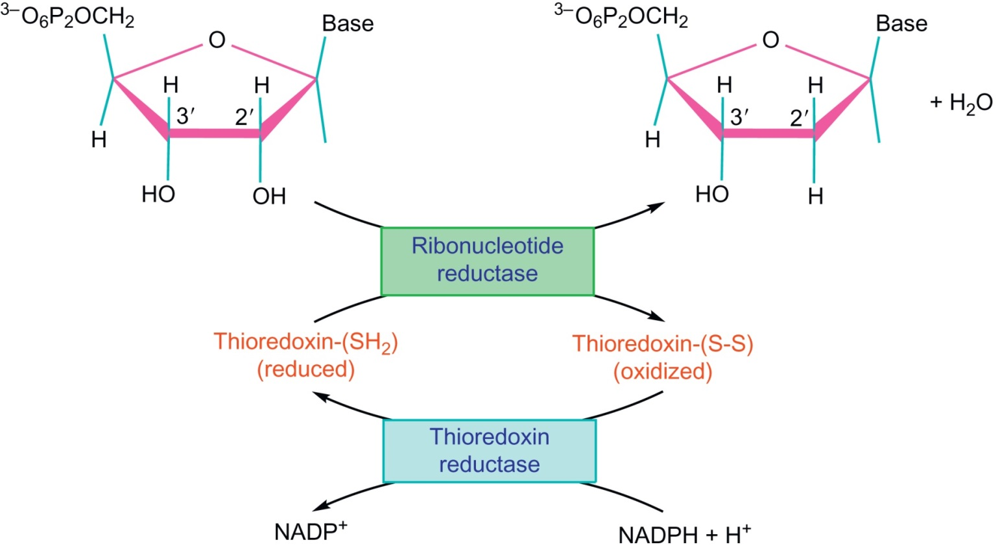 ³⁻O₆P₂OCH₂ O Base
H H
3′ 2′
H
HO OH
³⁻O₆P₂OCH₂ O Base
H H
3′ 2′
H
HO H
+ H₂O
Ribonucleotide
reductase
Thioredoxin-(SH₂)
(reduced)
Thioredoxin-(S-S)
(oxidized)
Thioredoxin
reductase
NADP⁺
NADPH + H⁺